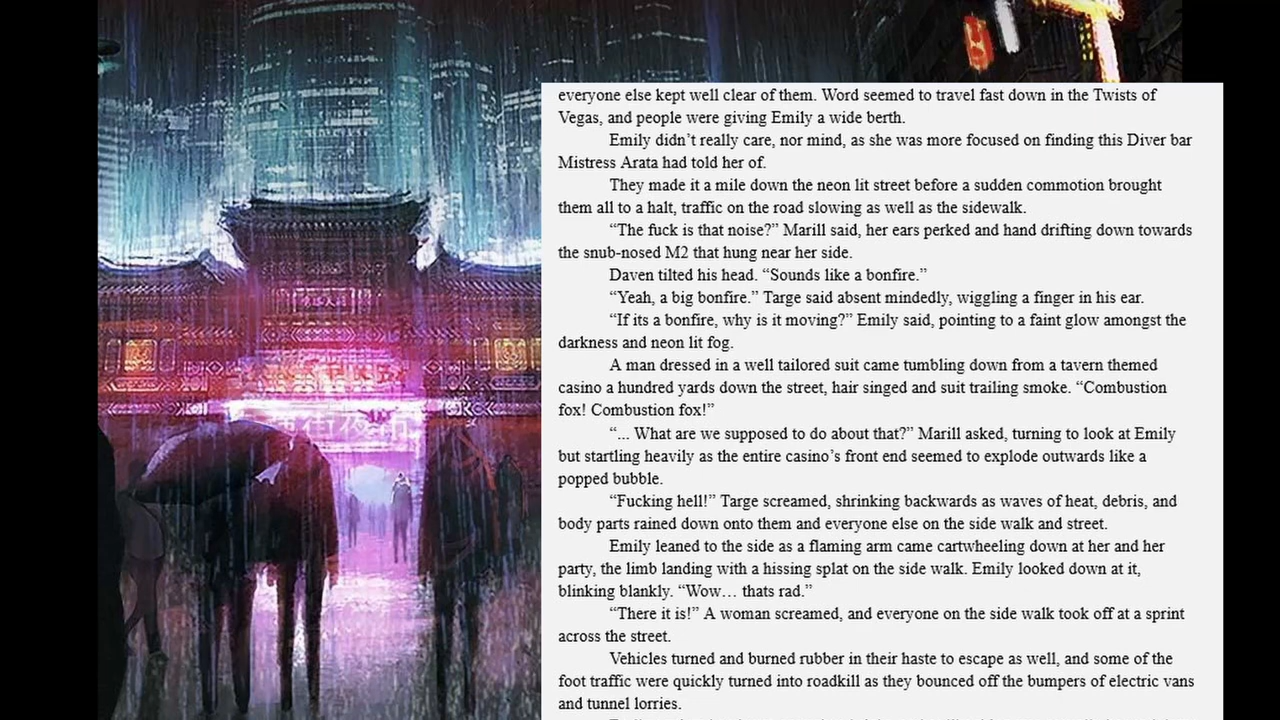 everyone else kept well clear of them. Word seemed to travel fast down in the Twists of
Vegas, and people were giving Emily a wide berth.
Emily didn’t really care, nor mind, as she was more focused on finding this Diver bar
Mistress Arata had told her of.
They made it a mile down the neon lit street before a sudden commotion brought
them all to a halt, traffic on the road slowing as well as the sidewalk.
“The fuck is that noise?” Marill said, her ears perked and hand drifting down towards
the snub-nosed M2 that hung near her side.
Daven tilted his head. “Sounds like a bonfire.”
“Yeah, a big bonfire.” Targe said absent mindedly, wiggling a finger in his ear.
“If its a bonfire, why is it moving?” Emily said, pointing to a faint glow amongst the
darkness and neon lit fog.
A man dressed in a well tailored suit came tumbling down from a tavern themed
casino a hundred yards down the street, hair singed and suit trailing smoke. “Combustion
fox! Combustion fox!”
“... What are we supposed to do about that?” Marill asked, turning to look at Emily
but startling heavily as the entire casino’s front end seemed to explode outwards like a
popped bubble.
“Fucking hell!” Targe screamed, shrinking backwards as waves of heat, debris, and
body parts rained down onto them and everyone else on the side walk and street.
Emily leaned to the side as a flaming arm came cartwheeling down at her and her
party, the limb landing with a hissing splat on the side walk. Emily looked down at it,
blinking blankly. “Wow… thats rad.”
“There it is!” A woman screamed, and everyone on the side walk took off at a sprint
across the street.
Vehicles turned and burned rubber in their haste to escape as well, and some of the
foot traffic were quickly turned into roadkill as they bounced off the bumpers of electric vans
and tunnel lorries.